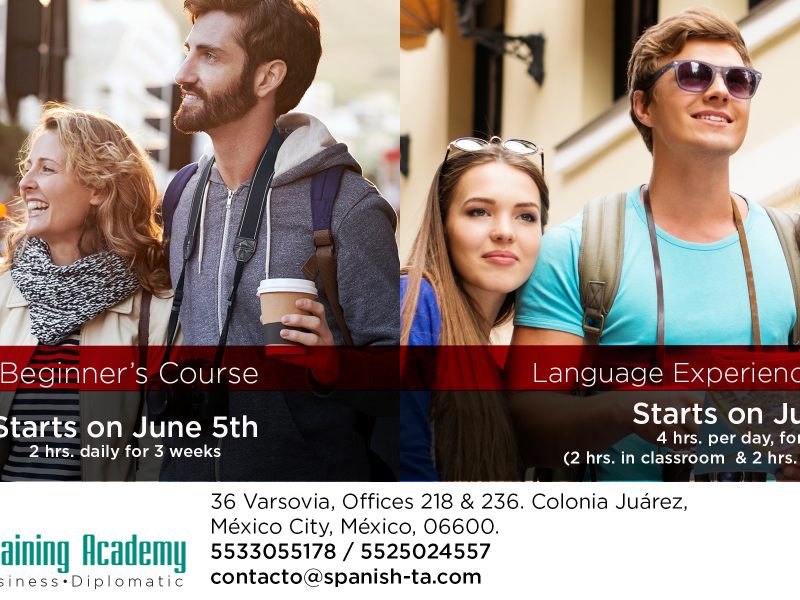 Beginner's Course
Starts on June 5th
2 hrs. daily for 3 weeks
Language Experienc
Starts on Ju
4 hrs. per day, for
(2 hrs. in classroom & 2 hrs.
aining Academy
siness•Diplomatic
36 Varsovia, Offices 218 & 236. Colonia Juárez,
México City, México, 06600.
5533055178 / 5525024557
contacto@spanish-ta.com